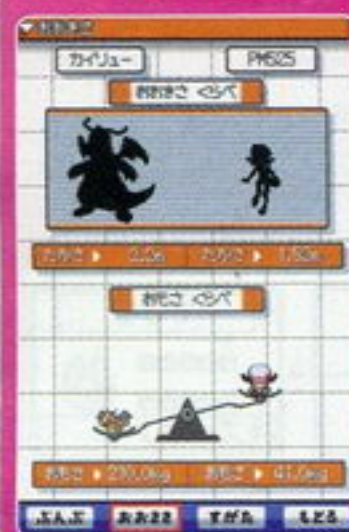 カイリュー PM525
おおきさ くらべ
たかさ ▶ 2.2m たかさ ▶ 1.52m
おもさ くらべ
おもさ ▶ 210.0kg おもさ ▶ 41.0kg
ぶんぷ おおきさ すがた もどる